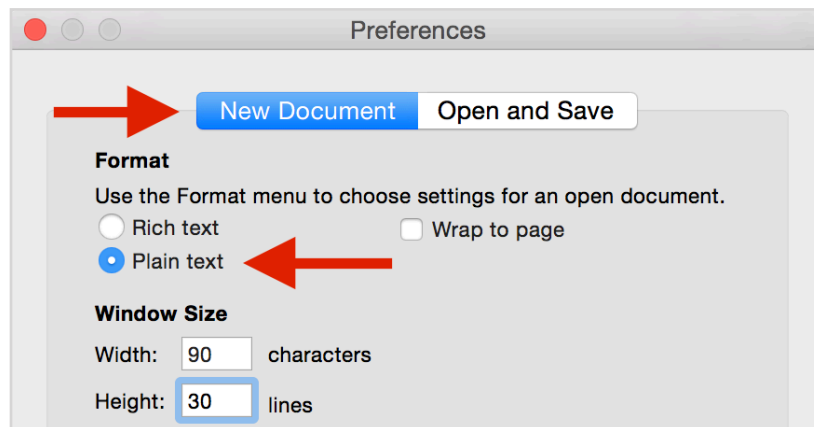 Preferences
New Document Open and Save
Format
Use the Format menu to choose settings for an open document.
Rich text Wrap to page
Plain text
Window Size
Width: 90 characters
Height: 30 lines